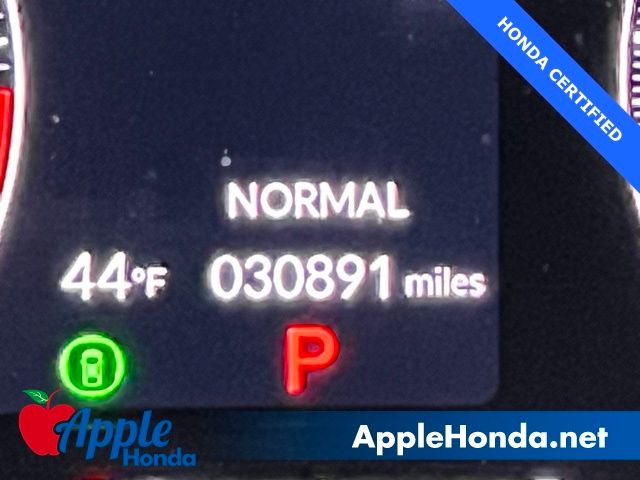 HONDA CERTIFIED
NORMAL
44°F 030891 miles
P
Apple
Honda
AppleHonda.net